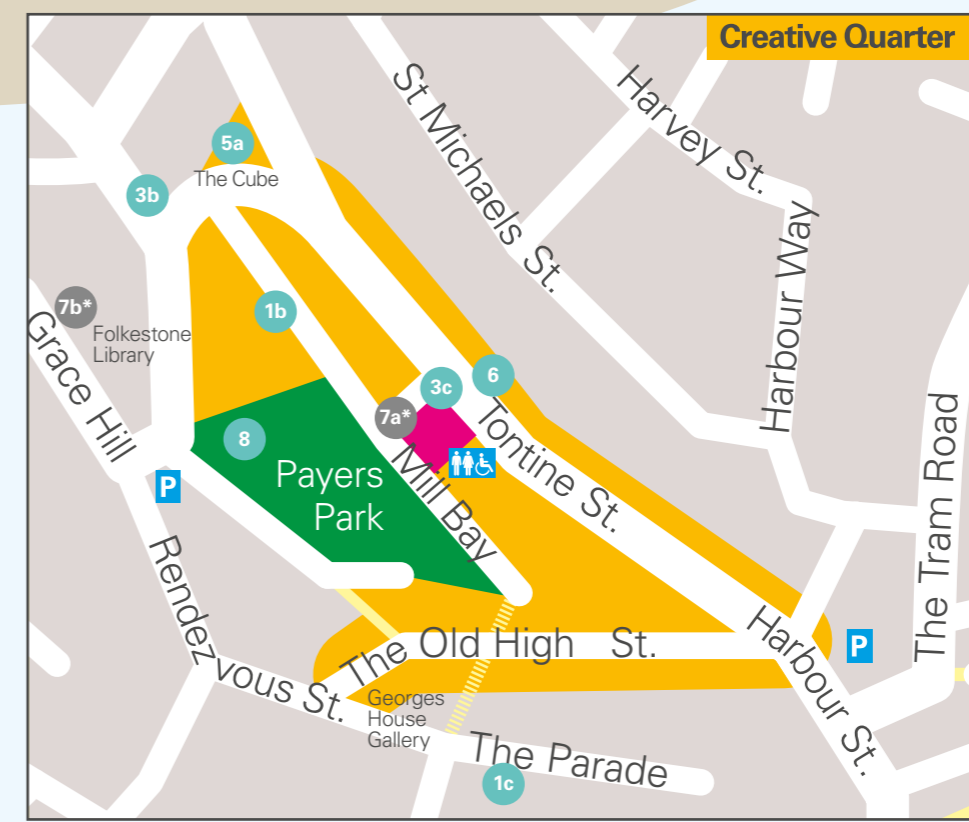 Creative Quarter
St Michaels St.
Harvey St.
Harbour Way
5a
The Cube
3b
7b*
Folkestone
Library
Grace Hill
1b
6
3c
7a*
Tontine St.
8
Payers
Park
Mill Bay
P
The Tram Road
Rendezvous St.
The Old High St.
Harbour St.
P
Georges
House
Gallery
The Parade
1c